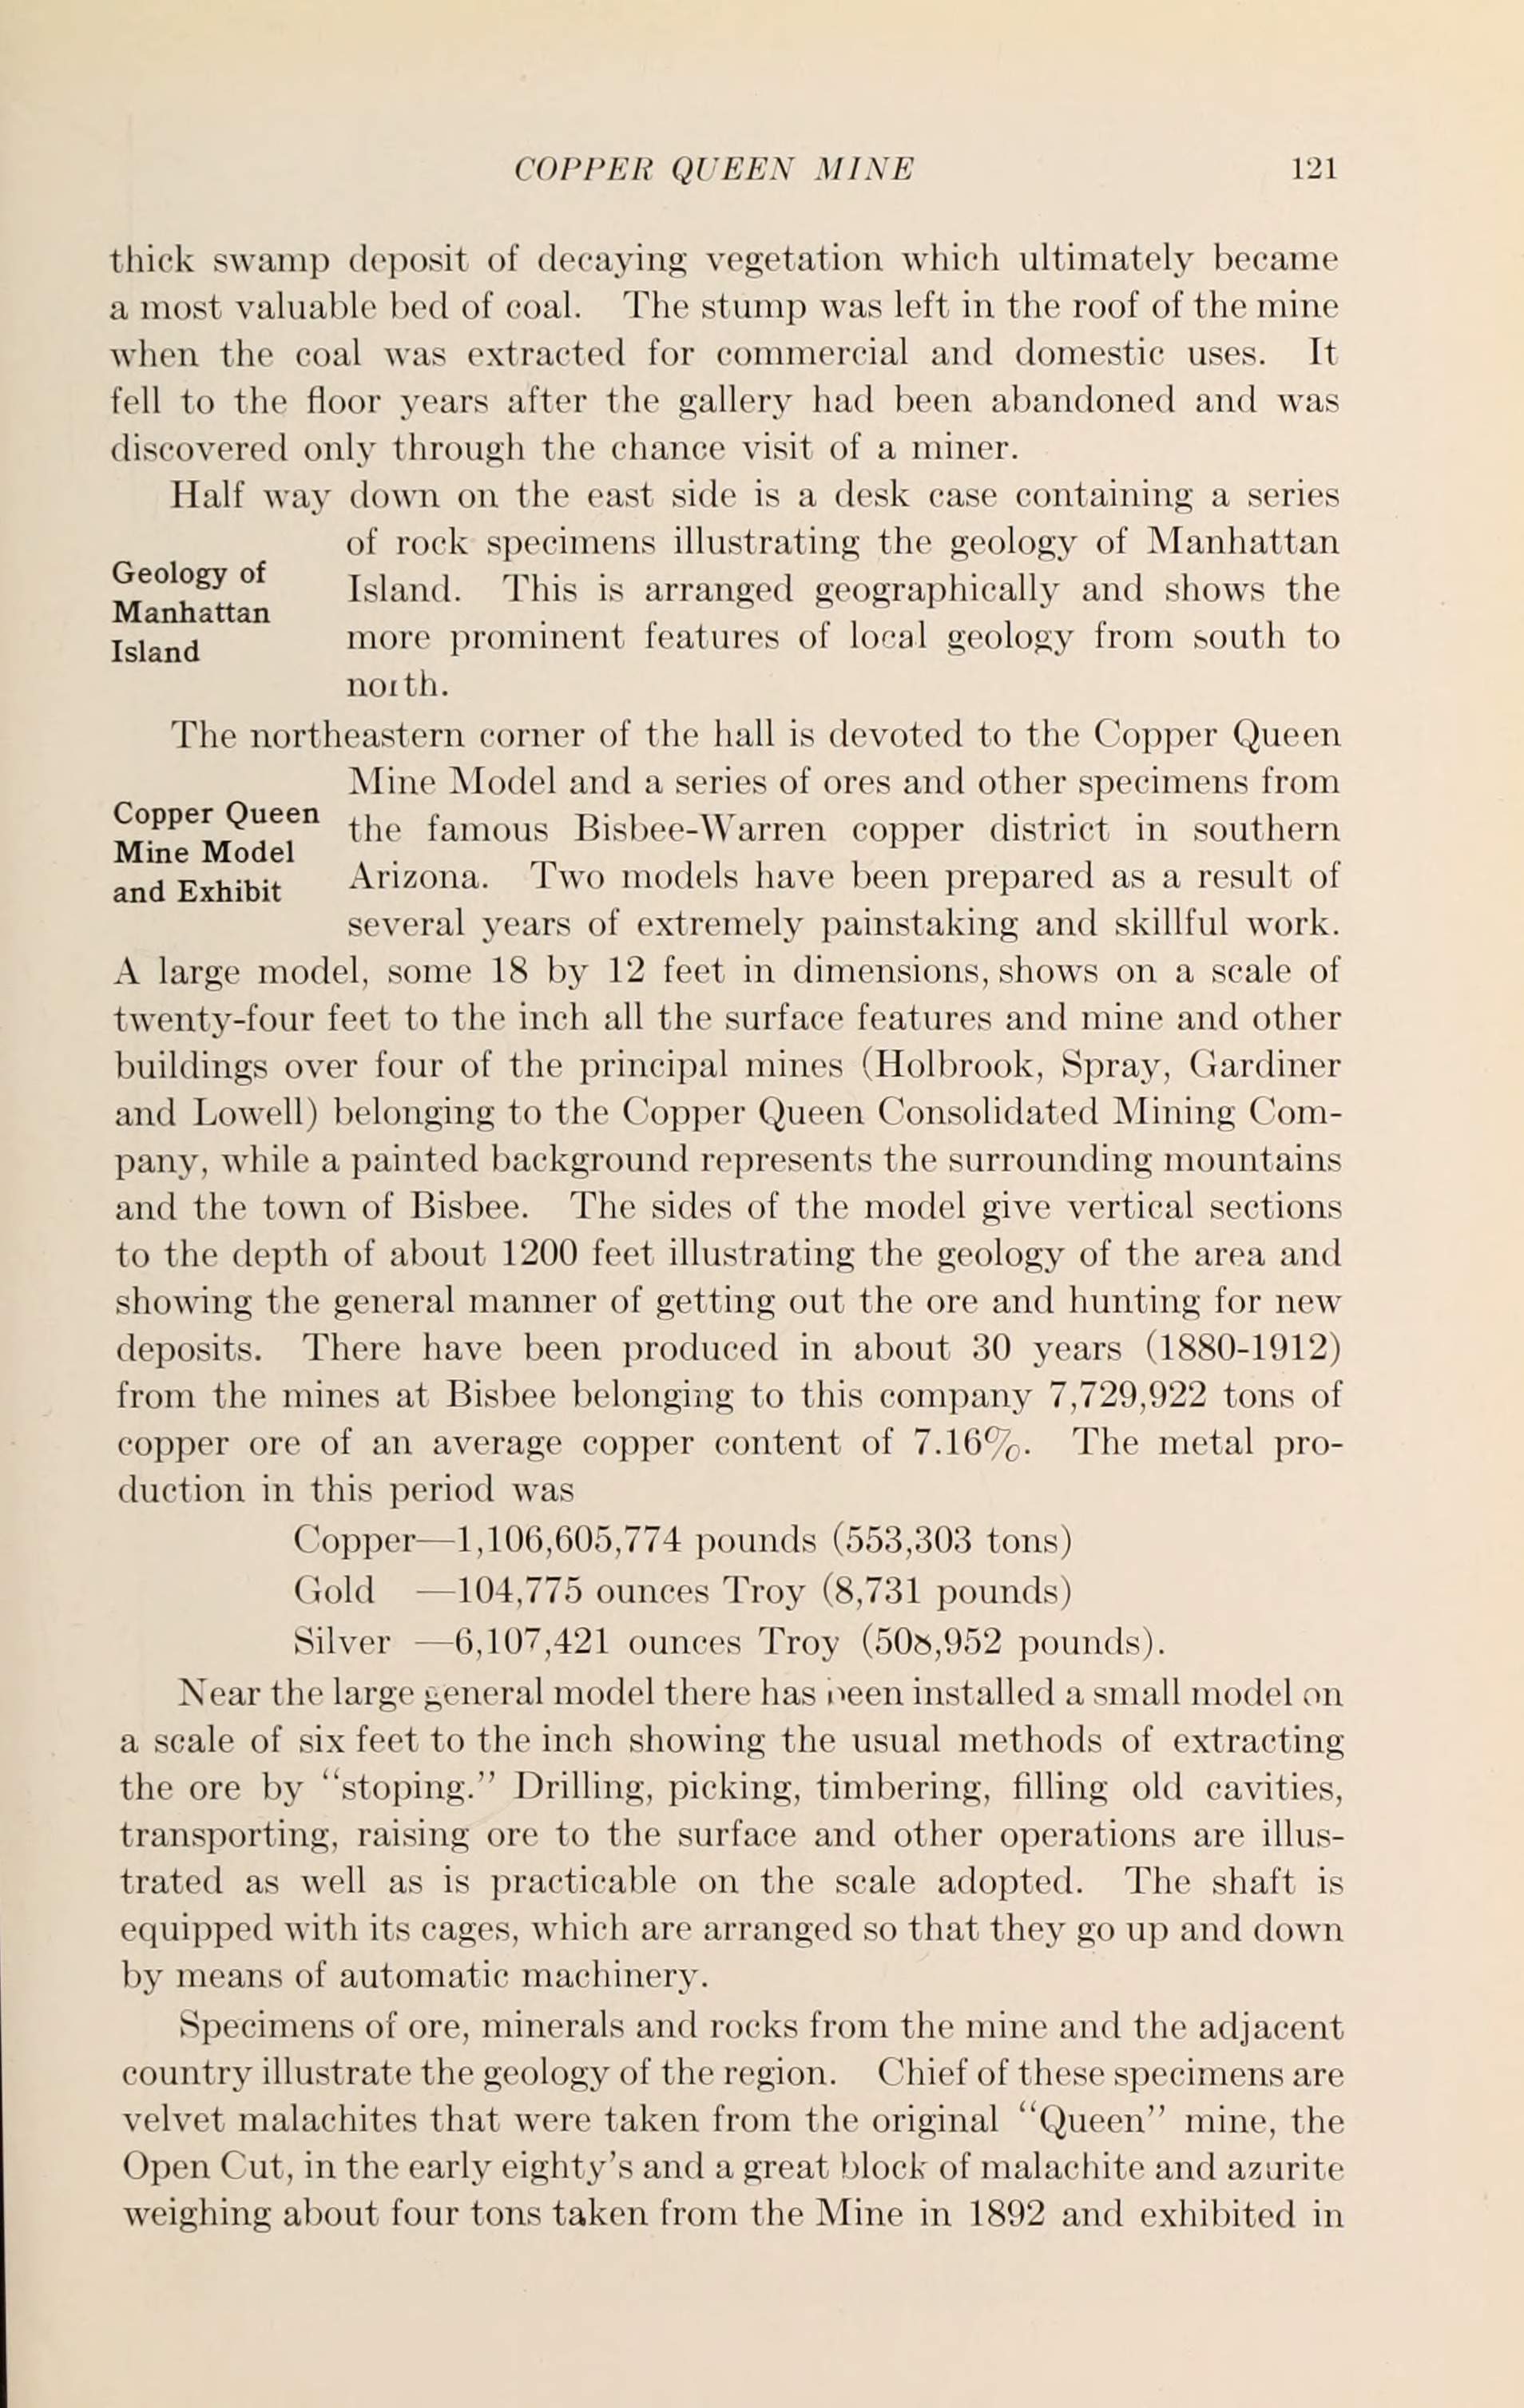 COPPER QUEEN MINE 121
thick swamp deposit of decaying vegetation which ultimately became
a most valuable bed of coal. The stump was left in the roof of the mine
when the coal was extracted for commercial and domestic uses. It
fell to the floor years after the gallery had been abandoned and was
discovered only through the chance visit of a miner.
Half way down on the east side is a desk case containing a series
Geology of
Manhattan
Island
of rock specimens illustrating the geology of Manhattan
Island. This is arranged geographically and shows the
more prominent features of local geology from south to
north.
The northeastern corner of the hall is devoted to the Copper Queen
Copper Queen
Mine Model
and Exhibit
Mine Model and a series of ores and other specimens from
the famous Bisbee-Warren copper district in southern
Arizona. Two models have been prepared as a result of
several years of extremely painstaking and skillful work.
A large model, some 18 by 12 feet in dimensions, shows on a scale of
twenty-four feet to the inch all the surface features and mine and other
buildings over four of the principal mines (Holbrook, Spray, Gardiner
and Lowell) belonging to the Copper Queen Consolidated Mining Com-
pany, while a painted background represents the surrounding mountains
and the town of Bisbee. The sides of the model give vertical sections
to the depth of about 1200 feet illustrating the geology of the area and
showing the general manner of getting out the ore and hunting for new
deposits. There have been produced in about 30 years (1880-1912)
from the mines at Bisbee belonging to this company 7,729,922 tons of
copper ore of an average copper content of 7.16%. The metal pro-
duction in this period was
Copper—1,106,605,774 pounds (553,303 tons)
Gold —104,775 ounces Troy (8,731 pounds)
Silver —6,107,421 ounces Troy (508,952 pounds).
Near the large general model there has been installed a small model on
a scale of six feet to the inch showing the usual methods of extracting
the ore by “stoping.” Drilling, picking, timbering, filling old cavities,
transporting, raising ore to the surface and other operations are illus-
trated as well as is practicable on the scale adopted. The shaft is
equipped with its cages, which are arranged so that they go up and down
by means of automatic machinery.
Specimens of ore, minerals and rocks from the mine and the adjacent
country illustrate the geology of the region. Chief of these specimens are
velvet malachites that were taken from the original “Queen” mine, the
Open Cut, in the early eighty’s and a great block of malachite and azurite
weighing about four tons taken from the Mine in 1892 and exhibited in